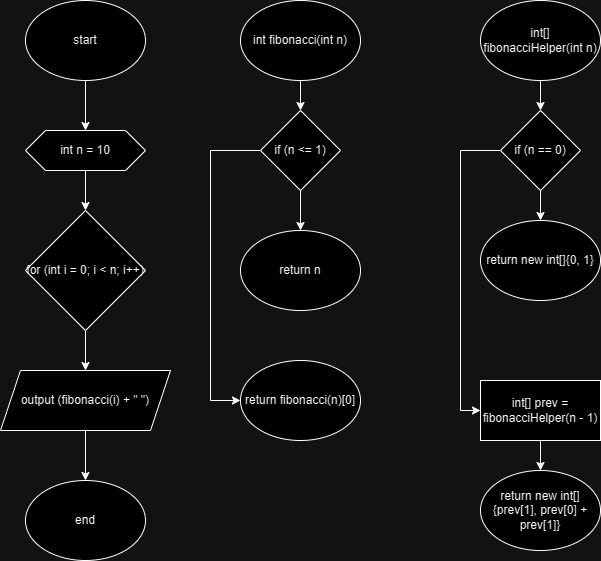 start
int n = 10
for (int i = 0; i < n; i++)
output (fibonacci(i) + " ")
end
int fibonacci(int n)
if (n <= 1)
return n
return fibonacci(n)[0]
int[]
fibonacciHelper(int n)
if (n == 0)
return new int[]{0, 1}
int[] prev =
fibonacciHelper(n - 1)
return new int[]
{prev[1], prev[0] +
prev[1]}